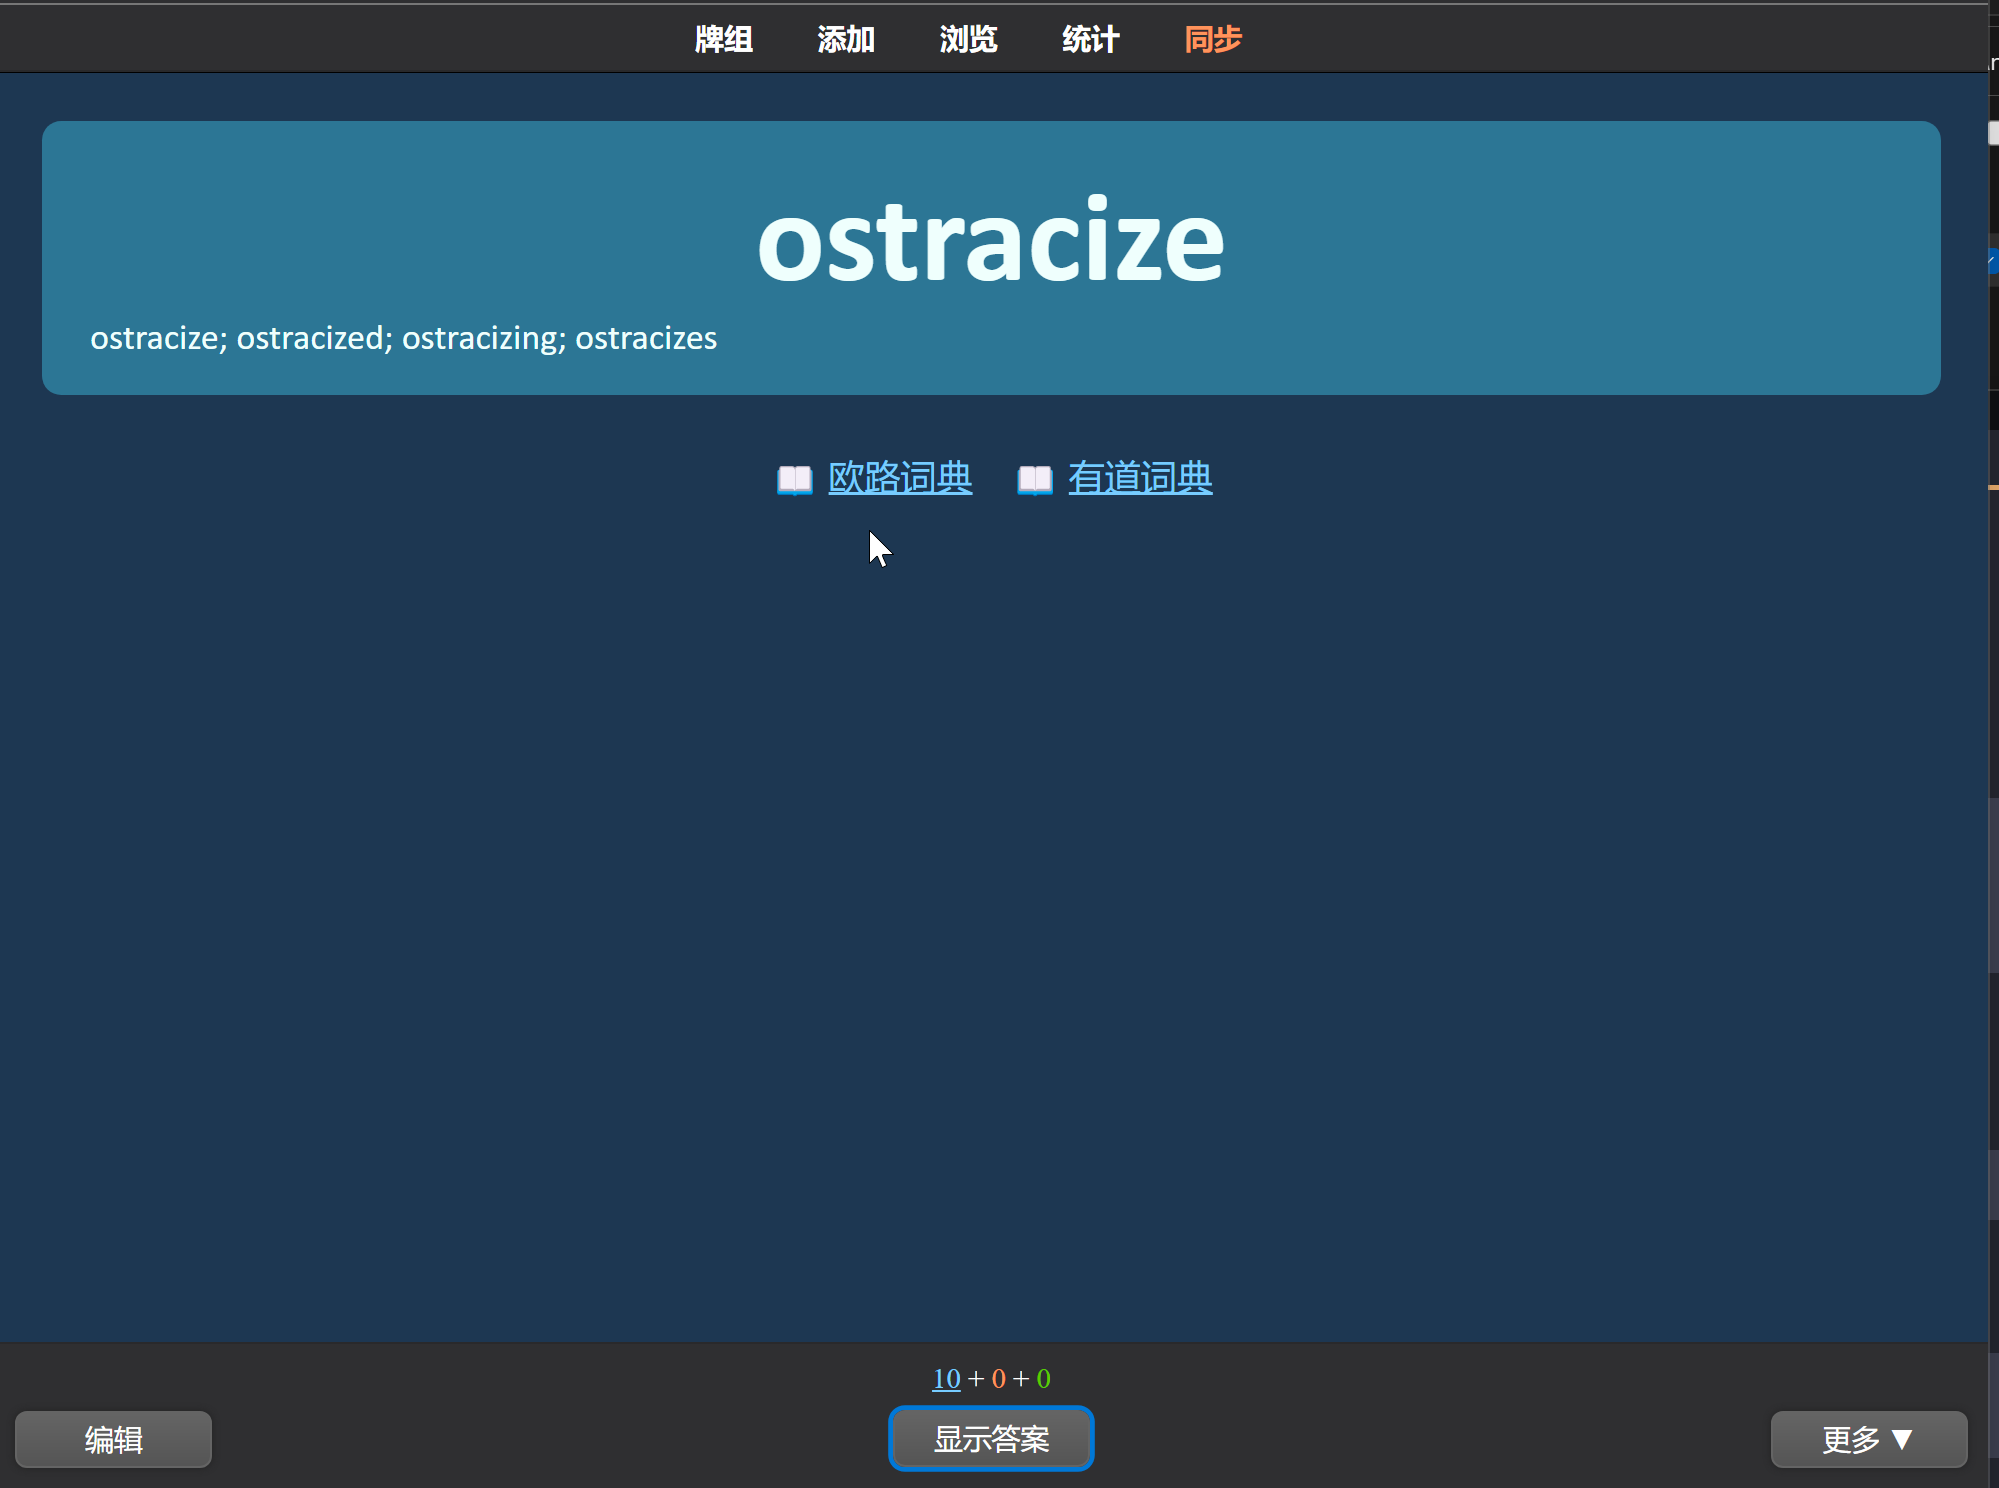 牌组 添加 浏览 统计 同步
ostracize
ostracize; ostracized; ostracizing; ostracizes
欧路词典 有道词典
10 + 0 + 0
编辑 显示答案 更多 ▼